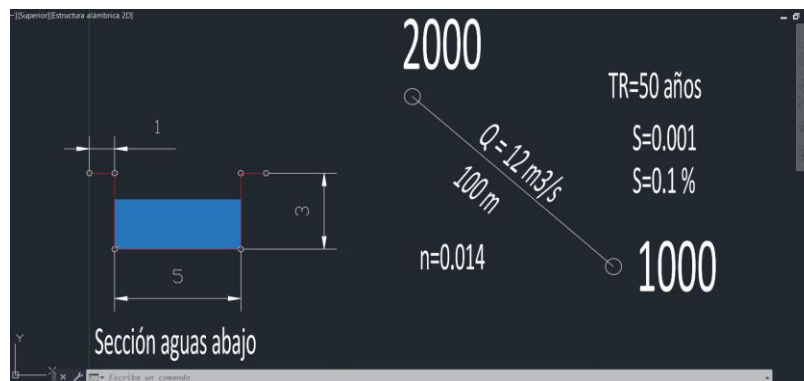 -][Superior][Estructura alámbrica 2D]
2000
TR=50 años
S=0.001
S=0.1 %
Q = 12 m3/s
100 m
n=0.014
1000
1
3
5
Sección aguas abajo
Y
X
Escriba un comando